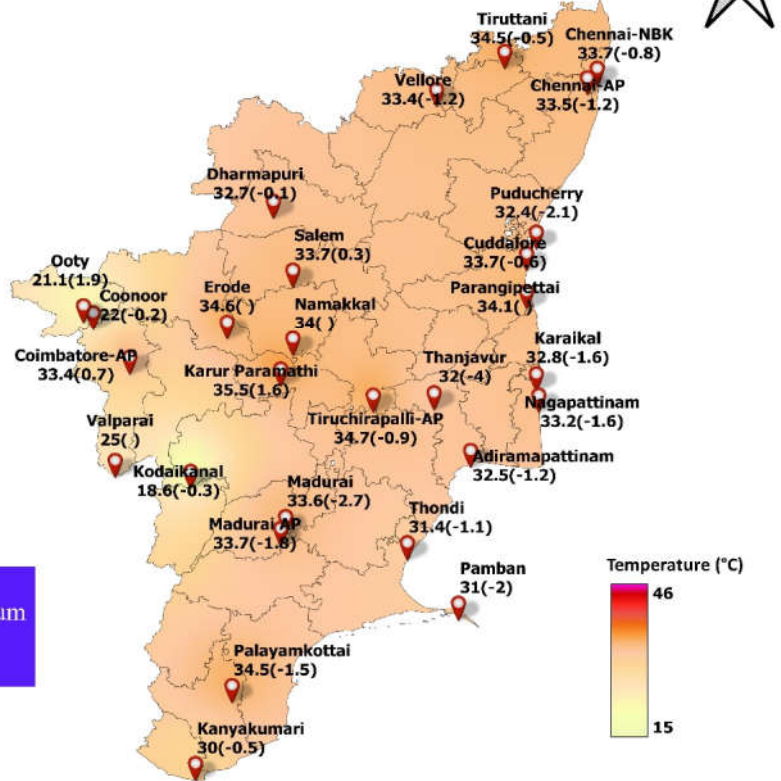 Tiruttani
34.5(-0.5)
Chennai-NBK
33.7(-0.8)
Vellore
33.4(-1.2)
Chennai-AP
33.5(-1.2)
Dharmapuri
32.7(-0.1)
Puducherry
32.4(-2.1)
Salem
33.7(0.3)
Cuddalore
33.7(-0.6)
Ooty
21.1(1.9)
Coonoor
22(-0.2)
Erode
34.6( )
Namakkal
34( )
Parangipettai
34.1( )
Coimbatore-AP
33.4(0.7)
Karur Paramathi
35.5(1.6)
Thanjavur
32(-4)
Karaikal
32.8(-1.6)
Nagapattinam
33.2(-1.6)
Valparai
25( )
Tiruchirapalli-AP
34.7(-0.9)
Kodaikanal
18.6(-0.3)
Adiramapattinam
32.5(-1.2)
Madurai
33.6(-2.7)
Madurai AP
33.7(-1.8)
Thondi
31.4(-1.1)
Pamban
31(-2)
Temperature (°C)
46
15
Palayamkottai
34.5(-1.5)
Kanyakumari
30(-0.5)